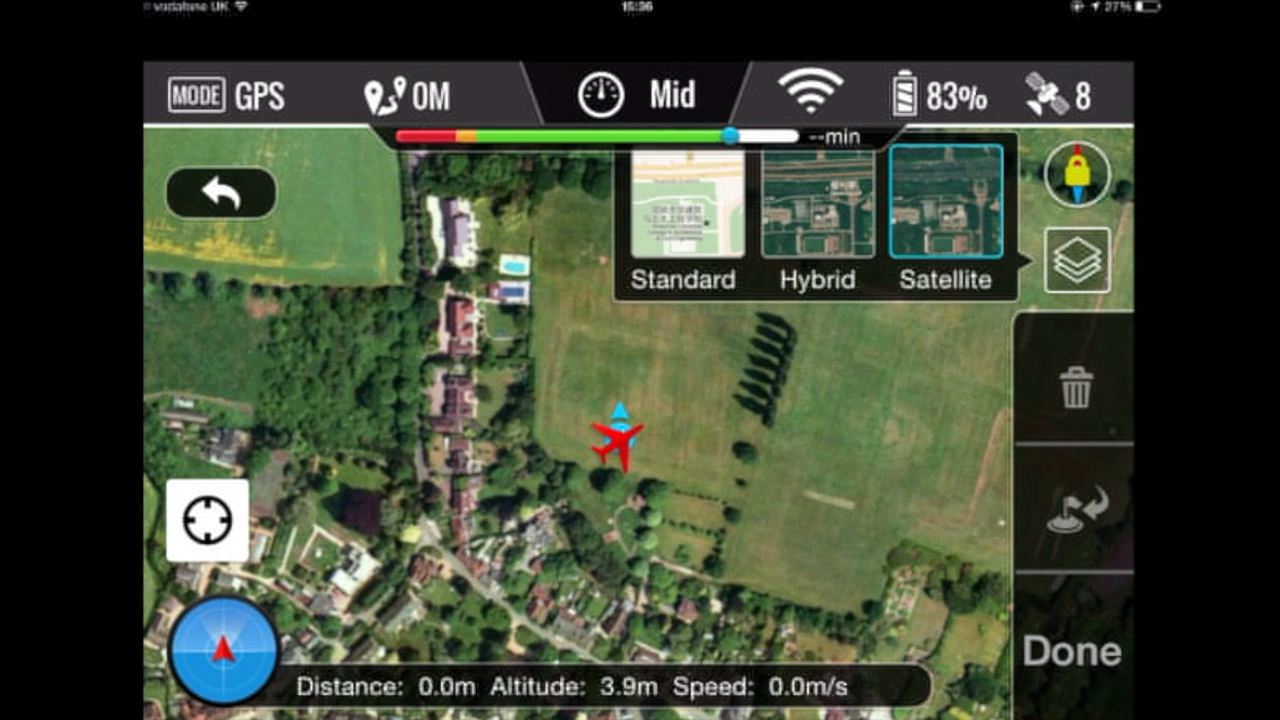 vodafone UK 15:36 27%
MODE GPS 0M Mid 83% 8
--min
Standard Hybrid Satellite
Done
Distance: 0.0m Altitude: 3.9m Speed: 0.0m/s